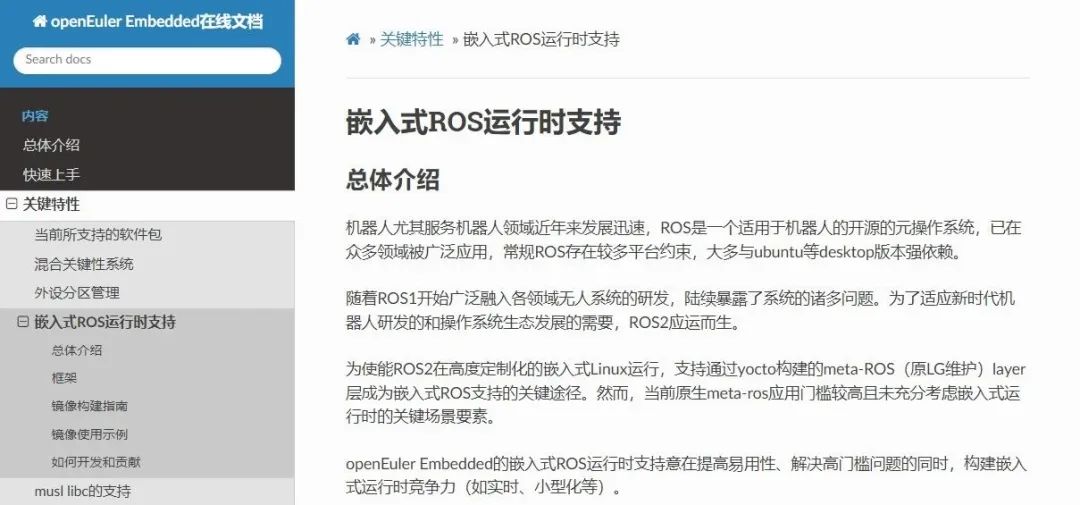 openEuler Embedded在线文档
Search docs
内容
总体介绍
快速上手
关键特性
当前所支持的软件包
混合关键性系统
外设分区管理
嵌入式ROS运行时支持
总体介绍
框架
镜像构建指南
镜像使用示例
如何开发和贡献
musl libc的支持
» 关键特性 » 嵌入式ROS运行时支持
嵌入式ROS运行时支持
总体介绍
机器人尤其服务机器人领域近年来发展迅速，ROS是一个适用于机器人的开源的元操作系统，已在
众多领域被广泛应用，常规ROS存在较多平台约束，大多与ubuntu等desktop版本强依赖。
随着ROS1开始广泛融入各领域无人系统的研发，陆续暴露了系统的诸多问题。为了适应新时代机
器人研发的和操作系统生态发展的需要，ROS2应运而生。
为使能ROS2在高度定制化的嵌入式Linux运行，支持通过yocto构建的meta-ROS（原LG维护）layer
层成为嵌入式ROS支持的关键途径。然而，当前原生meta-ros应用门槛较高且未充分考虑嵌入式运
行时的关键场景要素。
openEuler Embedded的嵌入式ROS运行时支持意在提高易用性、解决高门槛问题的同时，构建嵌入
式运行时竞争力（如实时、小型化等）。